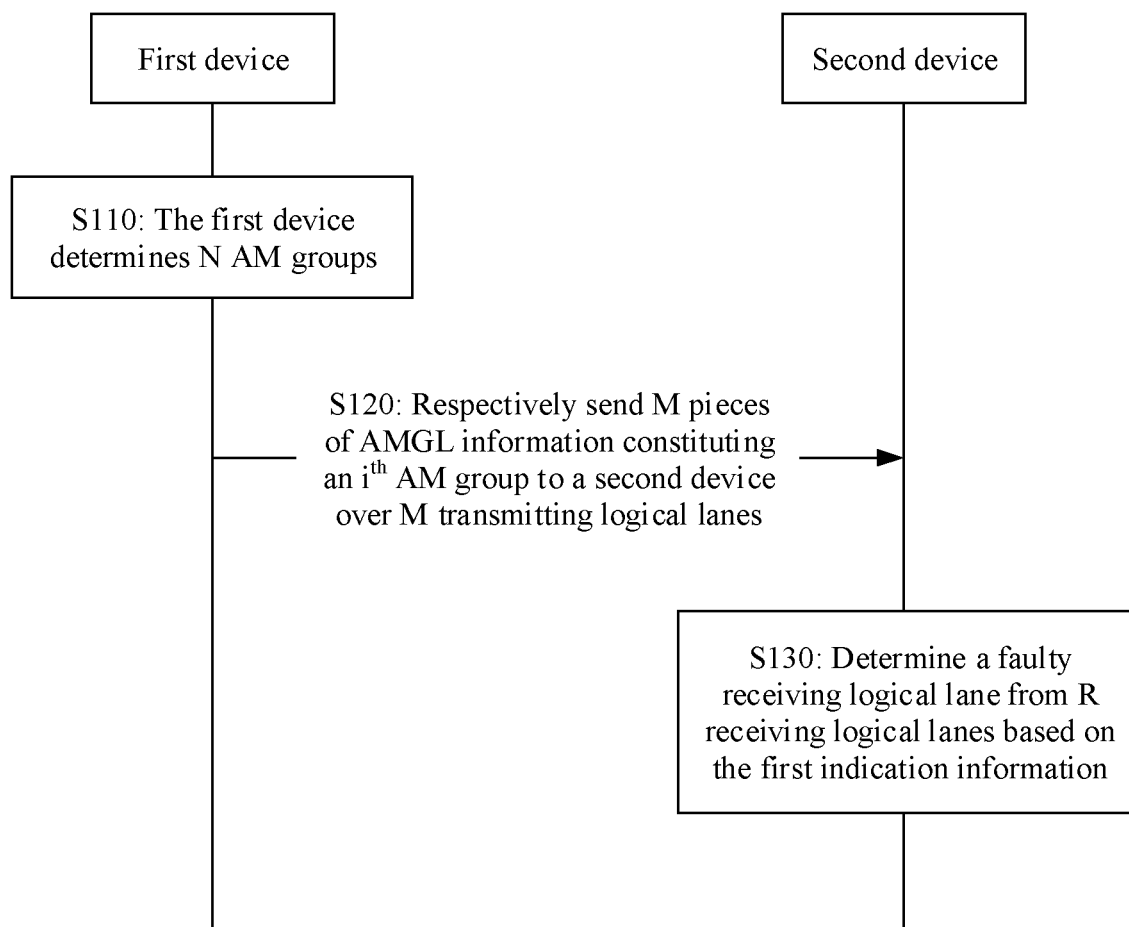 First device
Second device
S110: The first device
determines N AM groups
S120: Respectively send M pieces
of AMGL information constituting
an iᵗʰ AM group to a second device
over M transmitting logical lanes
S130: Determine a faulty
receiving logical lane from R
receiving logical lanes based on
the first indication information